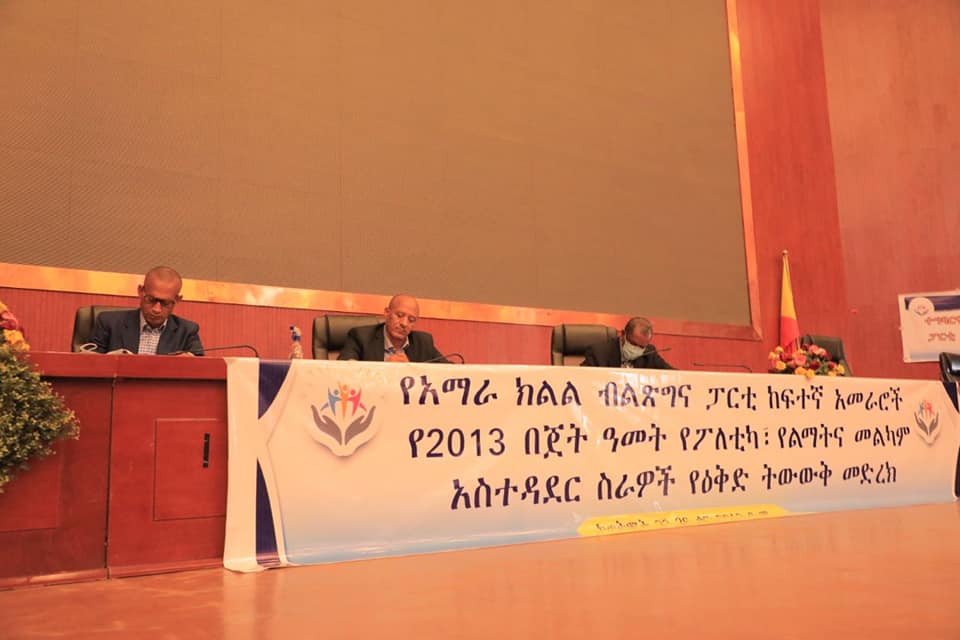 የአማራ ክልል ብልጽግና ፓርቲ ከፍተኛ አመራሮች
የ2013 በጀት ዓመት የፖለቲካ፣ የልማትና መልካም
አስተዳደር ስራዎች የዕቅድ ትውውቅ መድረክ